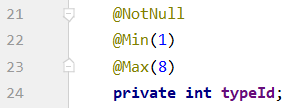 21 @NotNull
22 @Min(1)
23 @Max(8)
24 private int typeId;